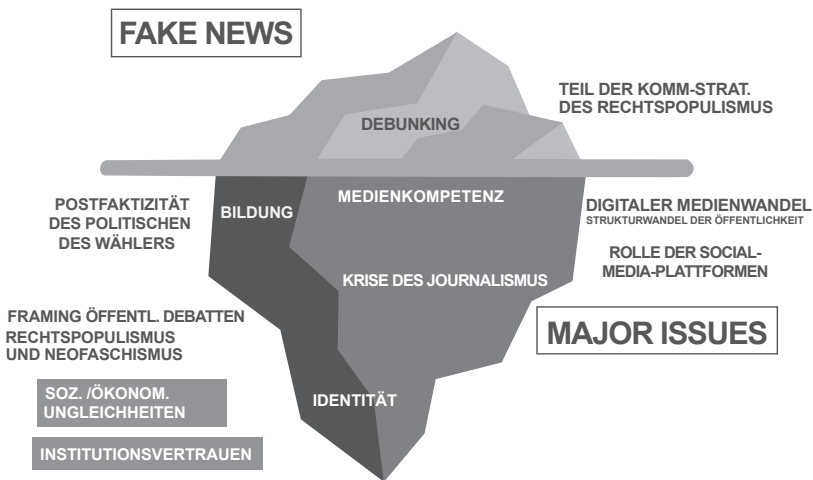 FAKE NEWS
DEBUNKING
TEIL DER KOMM-STRAT.
DES RECHTSPOPULISMUS
POSTFAKTIZITÄT
DES POLITISCHEN
DES WÄHLERS
BILDUNG
MEDIENKOMPETENZ
DIGITALER MEDIENWANDEL
STRUKTURWANDEL DER ÖFFENTLICHKEIT
ROLLE DER SOCIAL-
MEDIA-PLATTFORMEN
KRISE DES JOURNALISMUS
FRAMING ÖFFENTL. DEBATTEN
RECHTSPOPULISMUS
UND NEOFASCHISMUS
MAJOR ISSUES
SOZ. /ÖKONOM.
UNGLEICHHEITEN
IDENTITÄT
INSTITUTIONSVERTRAUEN